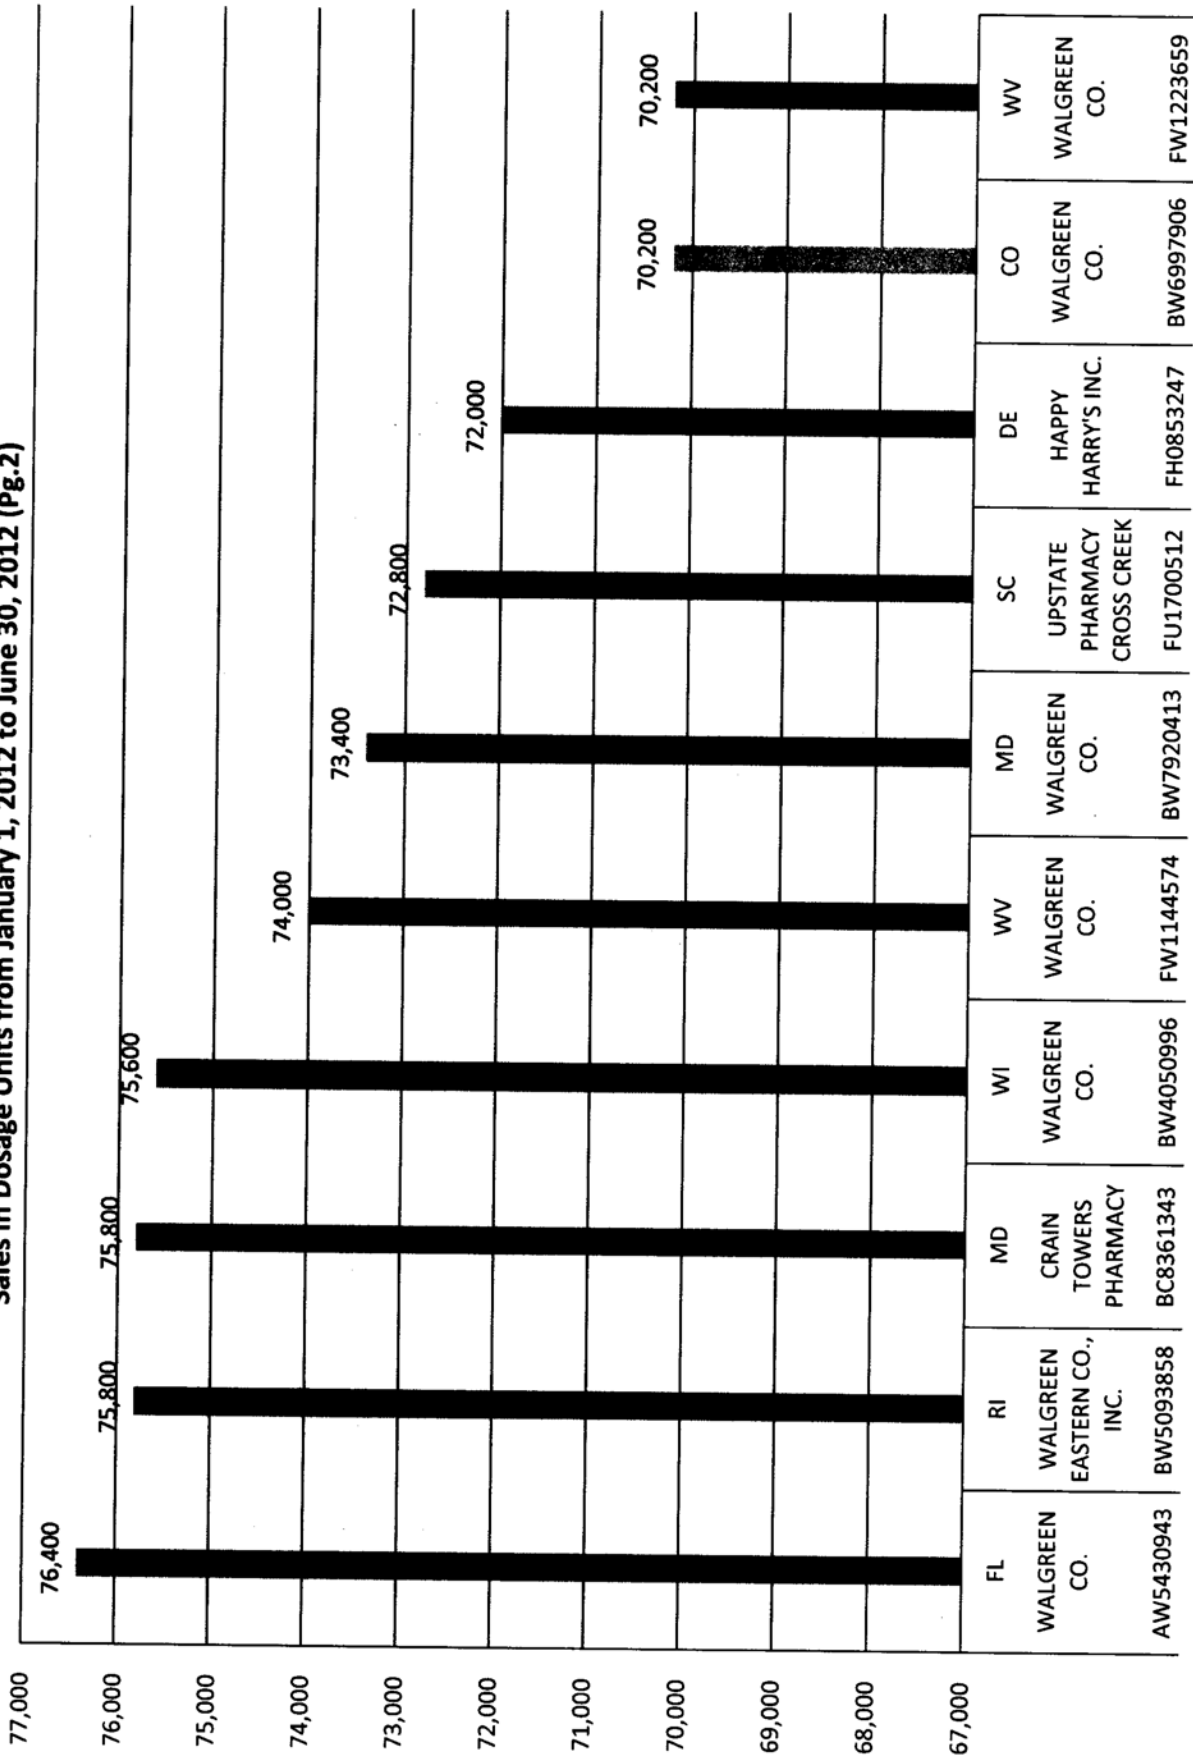 Sales in Dosage Units from January 1, 2012 to June 30, 2012 (Pg.2)
77,000
76,000
75,000
74,000
73,000
72,000
71,000
70,000
69,000
68,000
67,000
76,400
75,800
75,800
75,600
74,000
73,400
72,800
72,000
70,200
70,200
FL
WALGREEN
CO.
AW5430943
RI
WALGREEN
EASTERN CO.,
INC.
BW5093858
MD
CRAIN
TOWERS
PHARMACY
BC8361343
WI
WALGREEN
CO.
BW4050996
WV
WALGREEN
CO.
FW1144574
MD
WALGREEN
CO.
BW7920413
SC
UPSTATE
PHARMACY
CROSS CREEK
FU1700512
DE
HAPPY
HARRY'S INC.
FH0853247
CO
WALGREEN
CO.
BW6997906
WV
WALGREEN
CO.
FW1223659